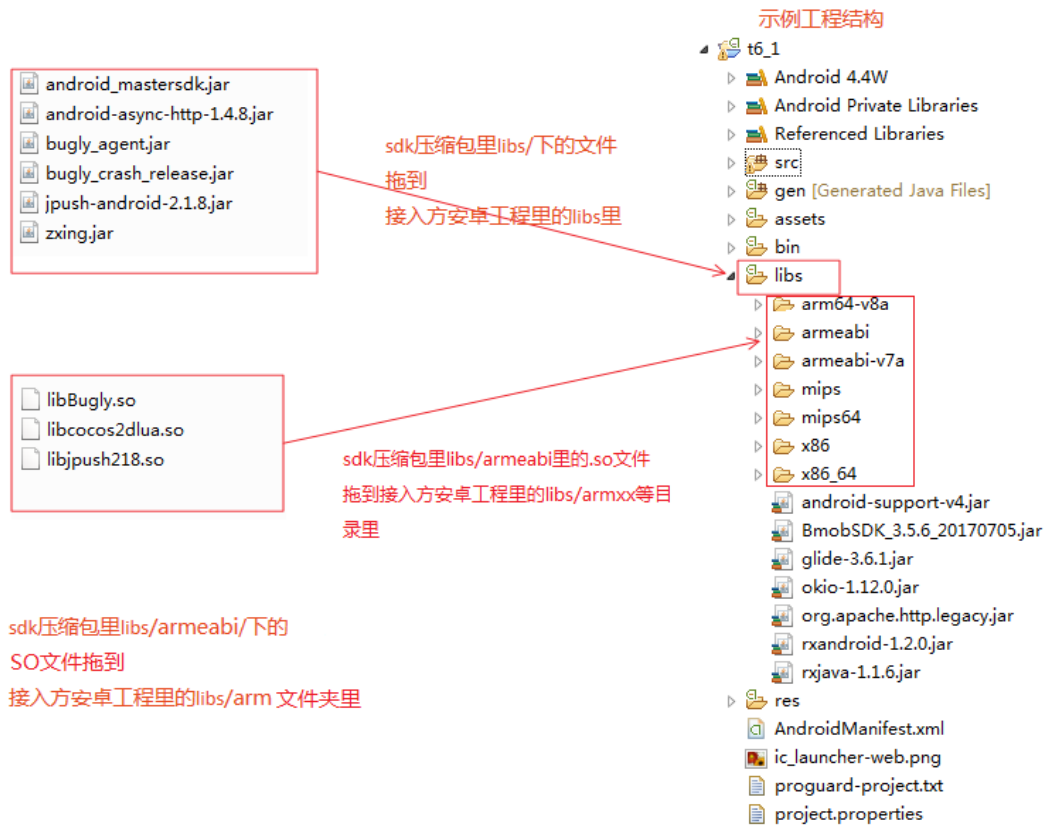 示例工程结构
android_mastersdk.jar
android-async-http-1.4.8.jar
bugly_agent.jar
bugly_crash_release.jar
jpush-android-2.1.8.jar
zxing.jar
sdk压缩包里libs/下的文件
拖到
接入方安卓工程里的libs里
libBugly.so
libcocos2dlua.so
libjpush218.so
sdk压缩包里libs/armeabi里的.so文件
拖到接入方安卓工程里的libs/armxx等目
录里
sdk压缩包里libs/armeabi/下的
SO文件拖到
接入方安卓工程里的libs/arm 文件夹里
t6_1
Android 4.4W
Android Private Libraries
Referenced Libraries
src
gen [Generated Java Files]
assets
bin
libs
arm64-v8a
armeabi
armeabi-v7a
mips
mips64
x86
x86_64
android-support-v4.jar
BmobSDK_3.5.6_20170705.jar
glide-3.6.1.jar
okio-1.12.0.jar
org.apache.http.legacy.jar
rxandroid-1.2.0.jar
rxjava-1.1.6.jar
res
AndroidManifest.xml
ic_launcher-web.png
proguard-project.txt
project.properties